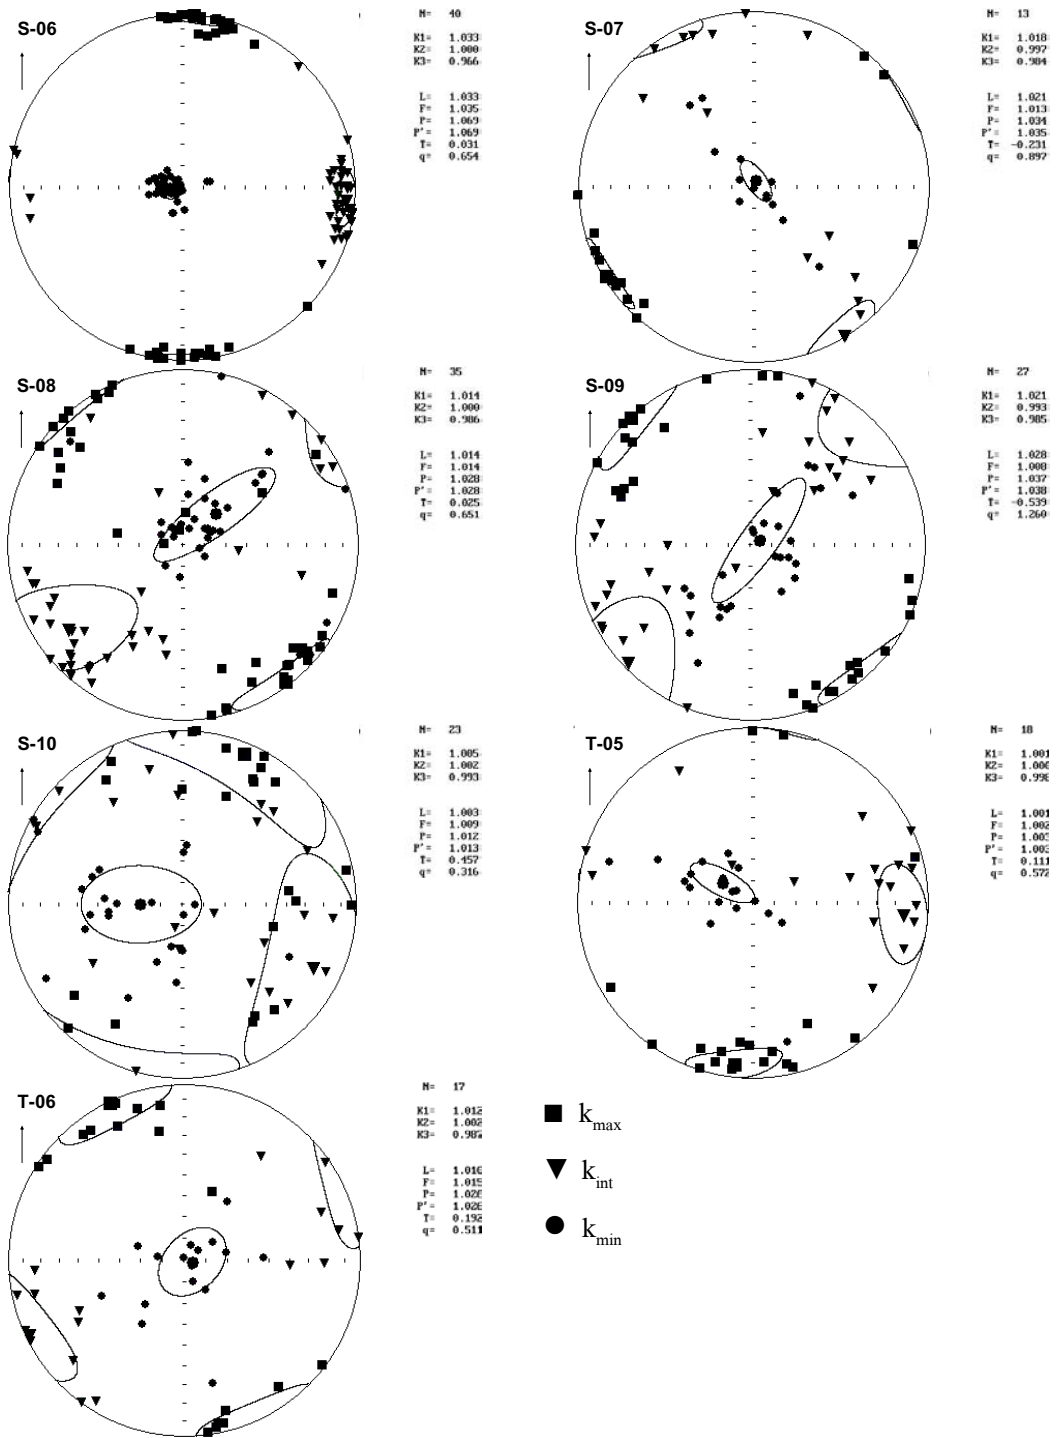 S-06
N= 40
K1= 1.033
K2= 1.000
K3= 0.966
L= 1.033
F= 1.035
P= 1.069
P'= 1.069
T= 0.031
q= 0.654
S-07
N= 13
K1= 1.018
K2= 0.997
K3= 0.984
L= 1.021
F= 1.013
P= 1.034
P'= 1.035
T= -0.231
q= 0.897
S-08
N= 35
K1= 1.014
K2= 1.000
K3= 0.986
L= 1.014
F= 1.014
P= 1.028
P'= 1.028
T= 0.025
q= 0.651
S-09
N= 27
K1= 1.021
K2= 0.993
K3= 0.985
L= 1.028
F= 1.008
P= 1.037
P'= 1.038
T= -0.539
q= 1.260
S-10
N= 23
K1= 1.005
K2= 1.002
K3= 0.993
L= 1.003
F= 1.009
P= 1.012
P'= 1.013
T= 0.457
q= 0.316
T-05
N= 18
K1= 1.001
K2= 1.000
K3= 0.998
L= 1.001
F= 1.002
P= 1.003
P'= 1.003
T= 0.111
q= 0.572
T-06
N= 17
K1= 1.012
K2= 1.002
K3= 0.987
L= 1.010
F= 1.015
P= 1.026
P'= 1.026
T= 0.192
q= 0.511
k max
k int
k min